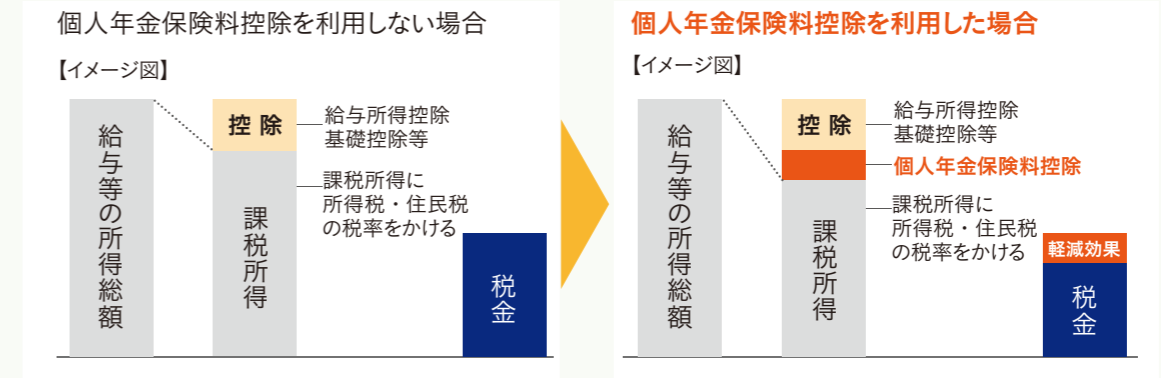 個人年金保険料控除を利用しない場合
【イメージ図】
給与等の所得総額
控除
給与所得控除
基礎控除等
課税所得に
所得税・住民税
の税率をかける
課税所得
税金
個人年金保険料控除を利用した場合
【イメージ図】
給与等の所得総額
控除
給与所得控除
基礎控除等
個人年金保険料控除
課税所得に
所得税・住民税
の税率をかける
課税所得
軽減効果
税金